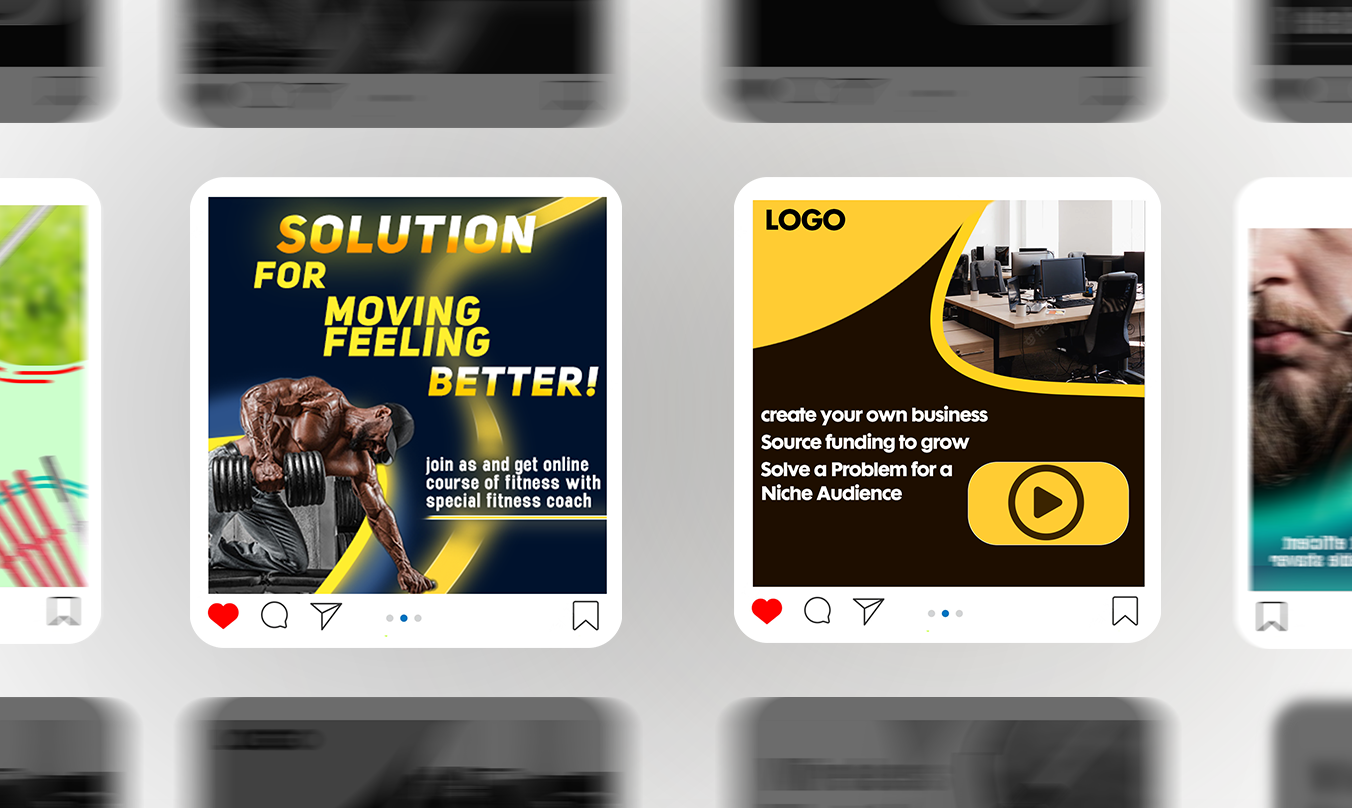 SOLUTION
FOR
MOVING
FEELING
BETTER!
join as and get online
course of fitness with
special fitness coach
LOGO
create your own business
Source funding to grow
Solve a Problem for a
Niche Audience